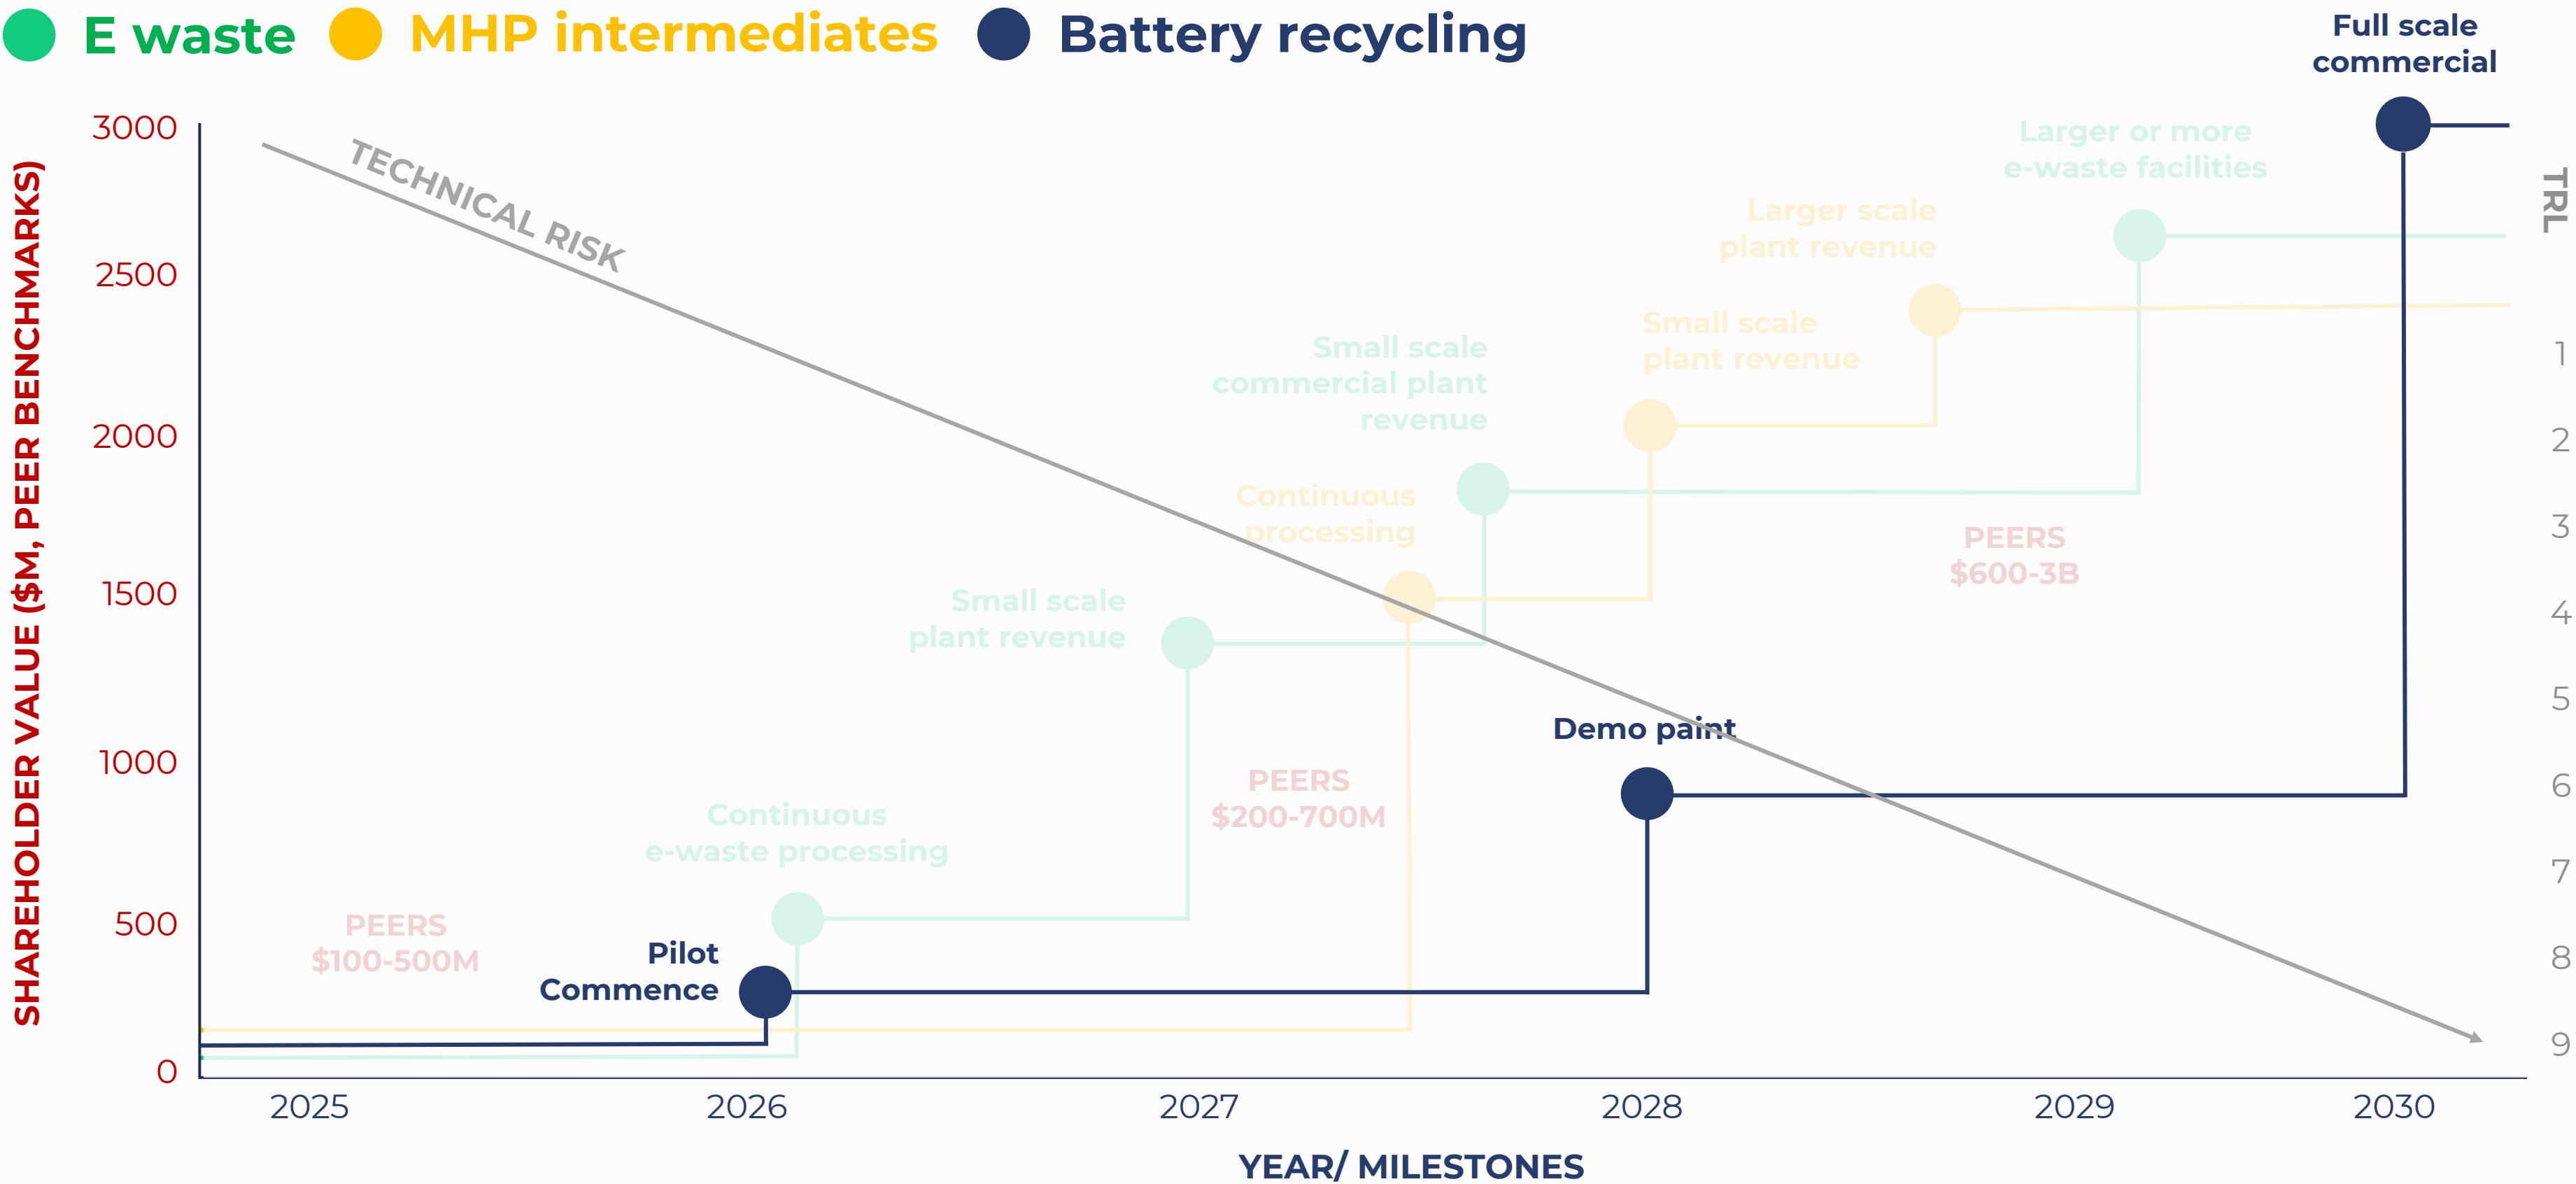 E waste
MHP intermediates
Battery recycling
Full scale
commercial
3000
2500
2000
1500
1000
500
0
SHAREHOLDER VALUE ($M, PEER BENCHMARKS)
TECHNICAL RISK
Larger or more
e-waste facilities
Larger scale
plant revenue
Small scale
plant revenue
Small scale
commercial plant
revenue
Continuous
processing
PEERS
$600-3B
Small scale
plant revenue
Demo paint
PEERS
$200-700M
Continuous
e-waste processing
PEERS
$100-500M
Pilot
Commence
TRL
1
2
3
4
5
6
7
8
9
2025
2026
2027
2028
2029
2030
YEAR/ MILESTONES